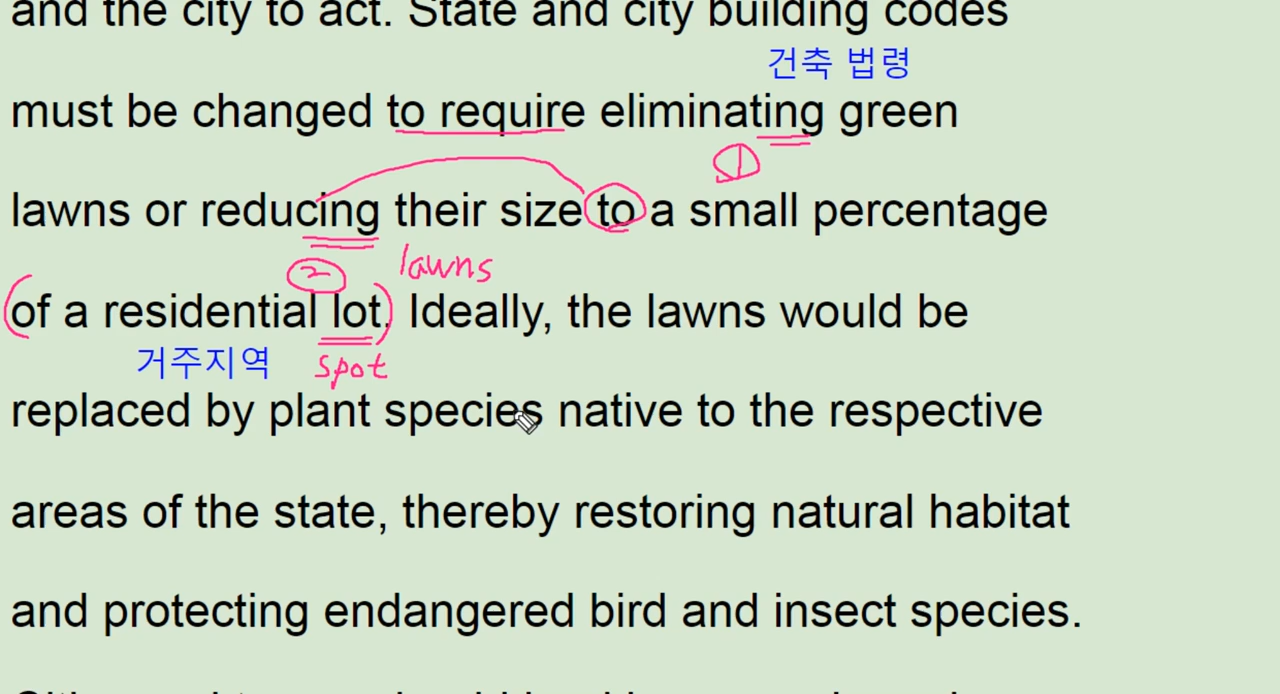 and the city to act. State and city building codes
건축 법령
must be changed to require eliminating green
①
lawns or reducing their size to a small percentage
② lawns
of a residential lot. Ideally, the lawns would be
거주지역 spot
replaced by plant species native to the respective
areas of the state, thereby restoring natural habitat
and protecting endangered bird and insect species.